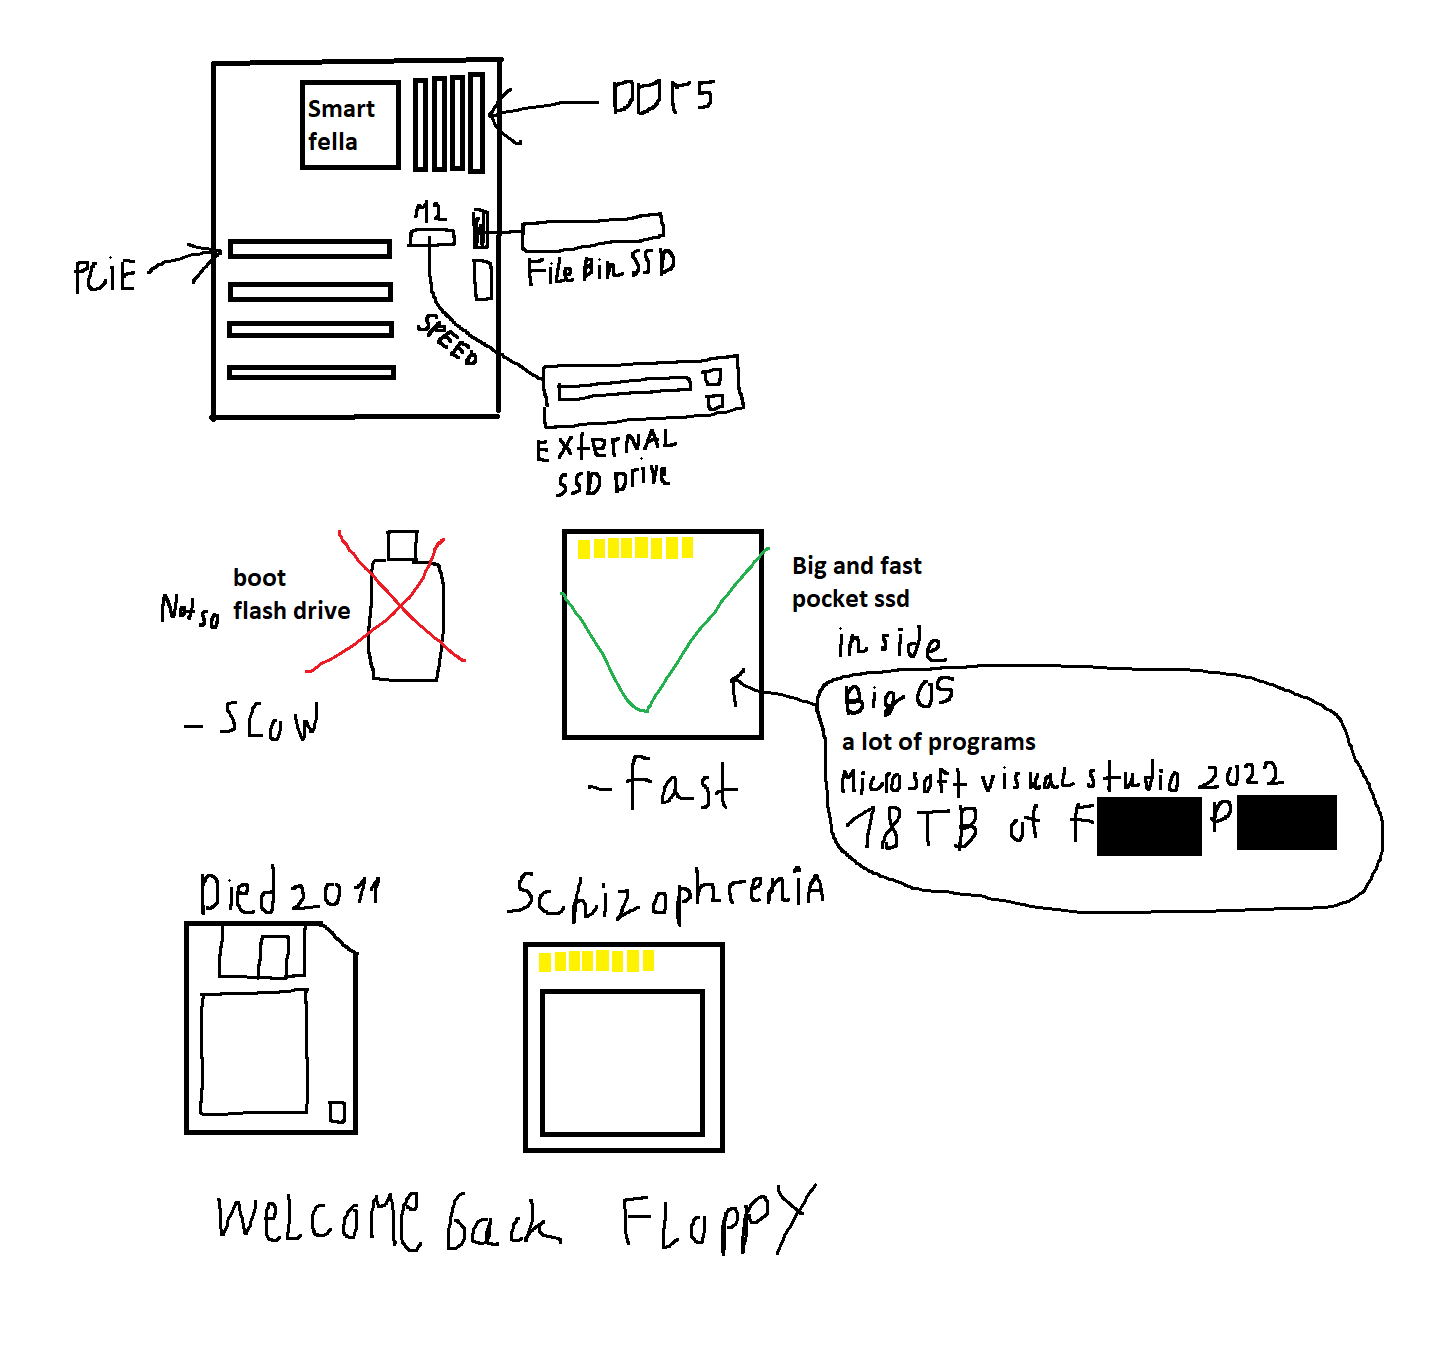 Smart
fella
DDr5
M2
PCiE
File Bin SSD
SPEED
EXterNAL
SSD Drive
boot
Not so flash drive
- SLOW
Big and fast
pocket ssd
inside
Big OS
a lot of programs
Microsoft visual studio 2022
18 TB of F P
- Fast
Died 2011
SchizophreniA
WeLcoMe back FLoppY